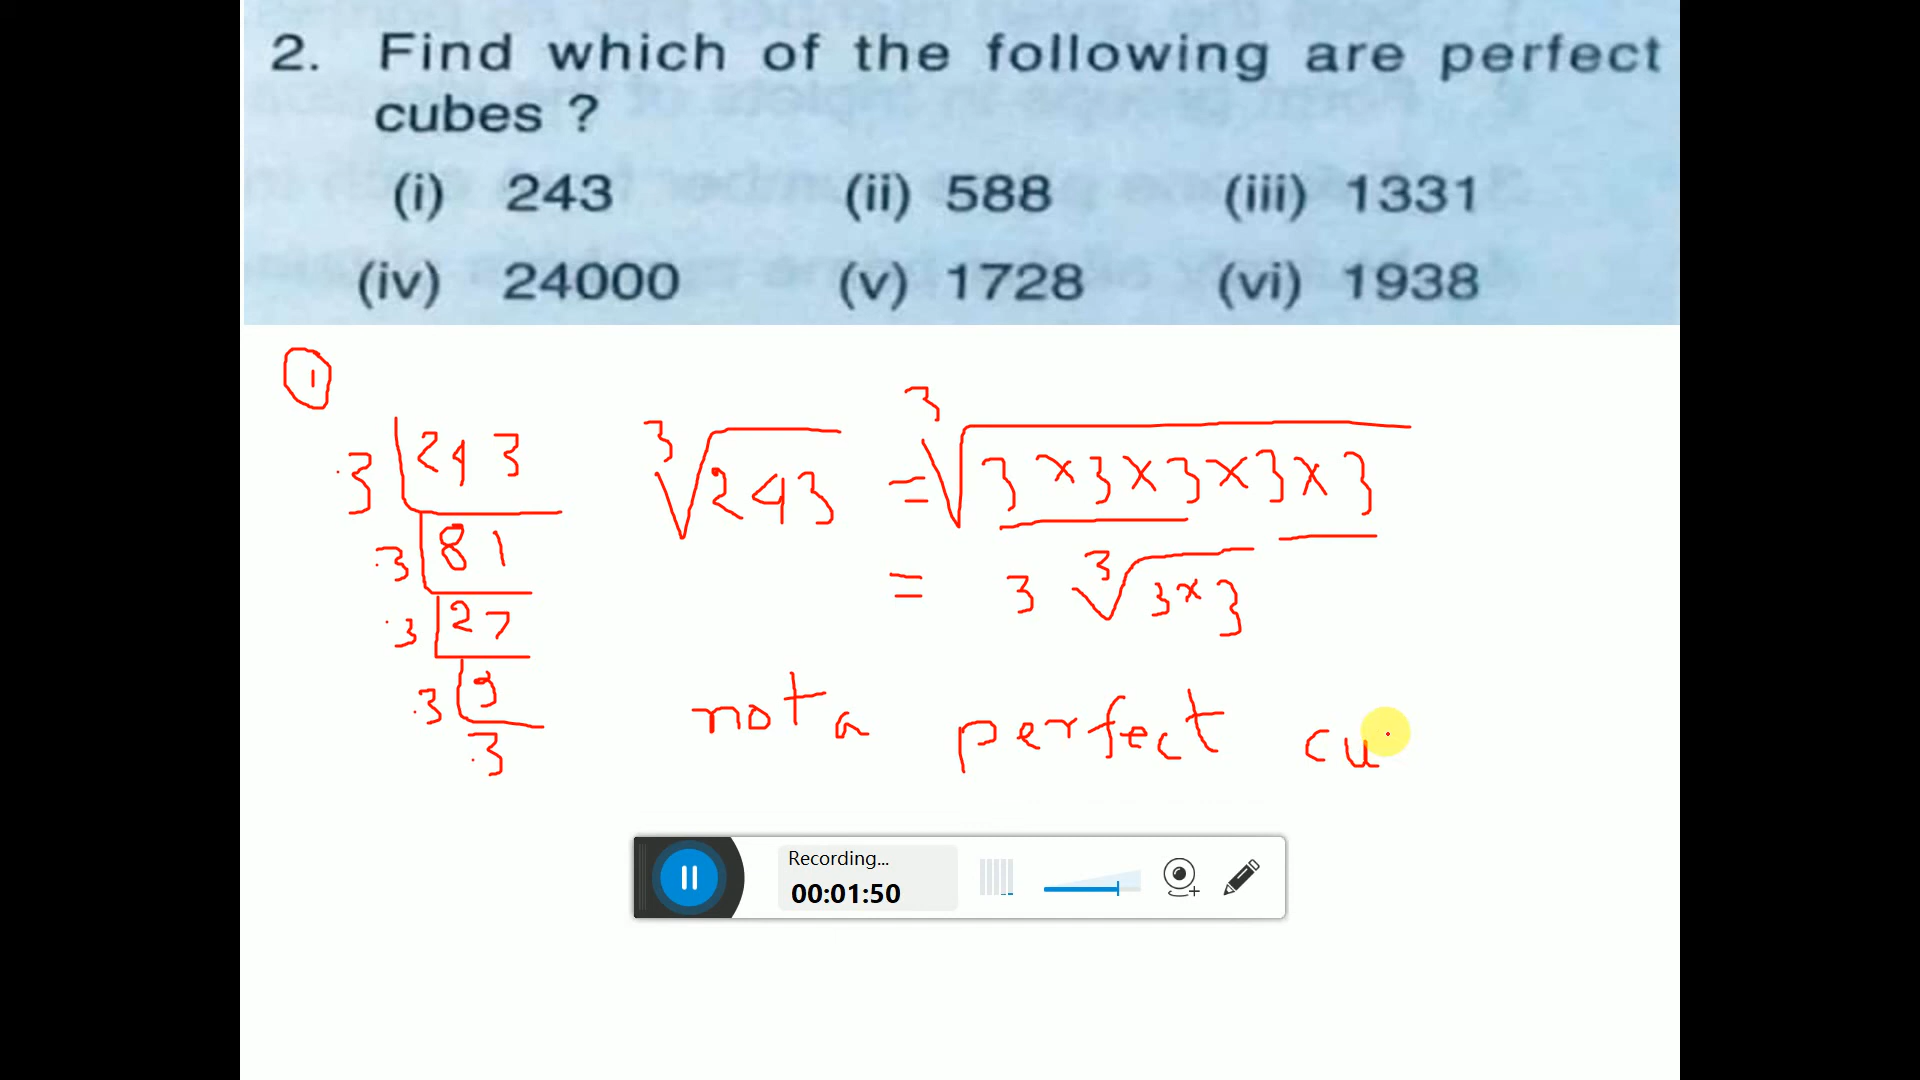 2. Find which of the following are perfect
cubes ?
(i) 243 (ii) 588 (iii) 1331
(iv) 24000 (v) 1728 (vi) 1938
1
3 243
3 81
3 27
3 9
3
∛243 = ∛3×3×3×3×3
= 3 ∛3×3
not a perfect cu
Recording...
00:01:50